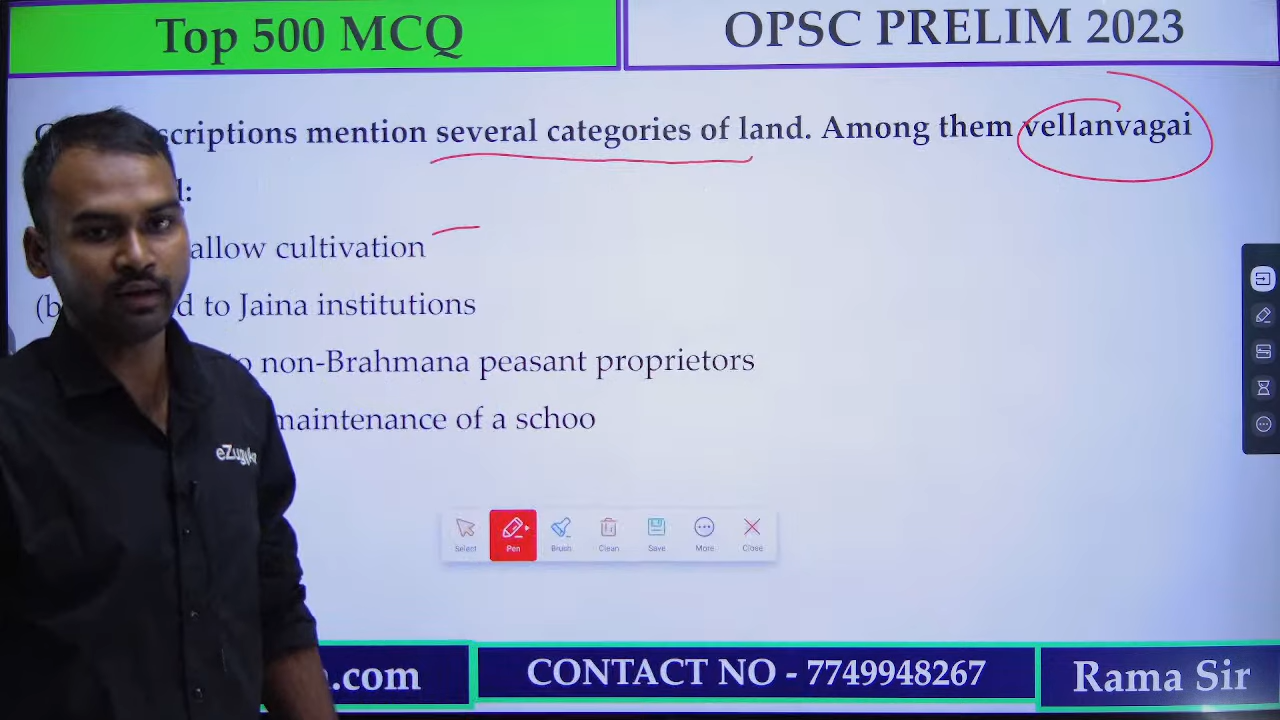 Top 500 MCQ
OPSC PRELIM 2023
mention several categories of land. Among them vellanvagai
cultivation
to Jaina institutions
non-Brahmana peasant proprietors
maintenance of a schoo
Select
Pen
Brush
Clean
Save
More
Close
.com
CONTACT NO - 7749948267
Rama Sir